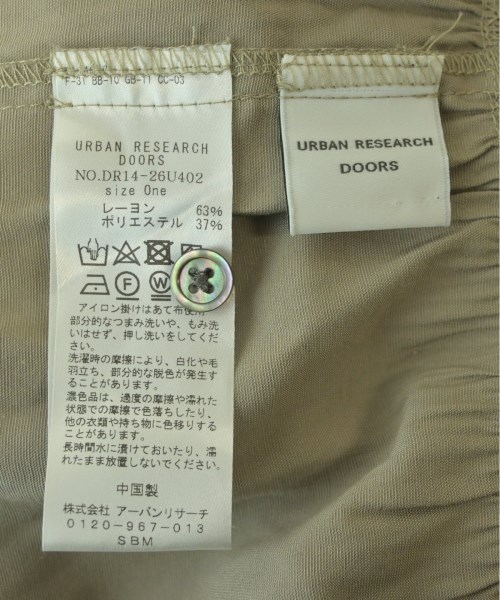 F-31 BB-10 GB-11 CC-03
URBAN RESEARCH
DOORS
NO.DR14-26U402
size One
レーヨン 63%
ポリエステル 37%
F
W
アイロン掛けはあて布使用
部分的なつまみ洗いや、もみ洗
いはせず、押し洗いをしてくだ
さい。
洗濯時の摩擦により、白化や毛
羽立ち、部分的な脱色が発生す
ることがあります。
濃色品は、過度の摩擦や濡れた
状態での摩擦で色落ちしたり、
他の衣類や持ち物に色移りする
ことがあります。
長時間水に漬けておいたり、濡
れたまま放置しないでください。
中国製
株式会社 アーバンリサーチ
0120-967-013
SBM
URBAN RESEARCH
DOORS